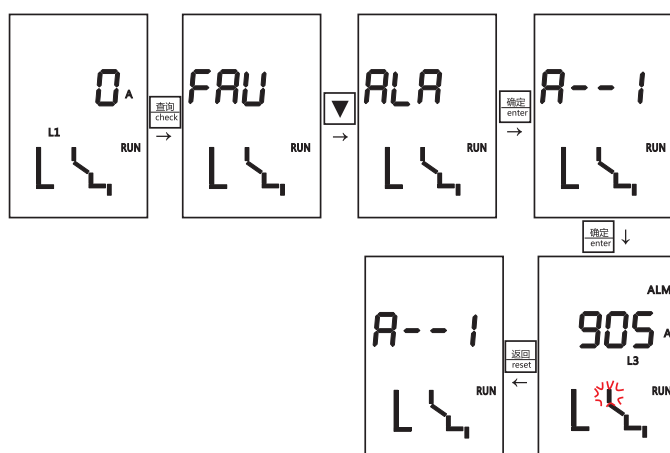 0 A
L1
RUN
L
查询
check
FAU
RUN
L
ALA
RUN
L
确定
enter
A--1
RUN
L
确定
enter
ALM
905 A
L3
RUN
L
返回
reset
A--1
RUN
L